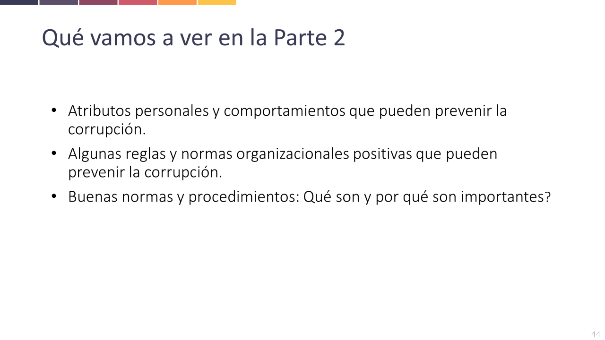 Qué vamos a ver en la Parte 2
• Atributos personales y comportamientos que pueden prevenir la
corrupción.
• Algunas reglas y normas organizacionales positivas que pueden
prevenir la corrupción.
• Buenas normas y procedimientos: Qué son y por qué son importantes?
44